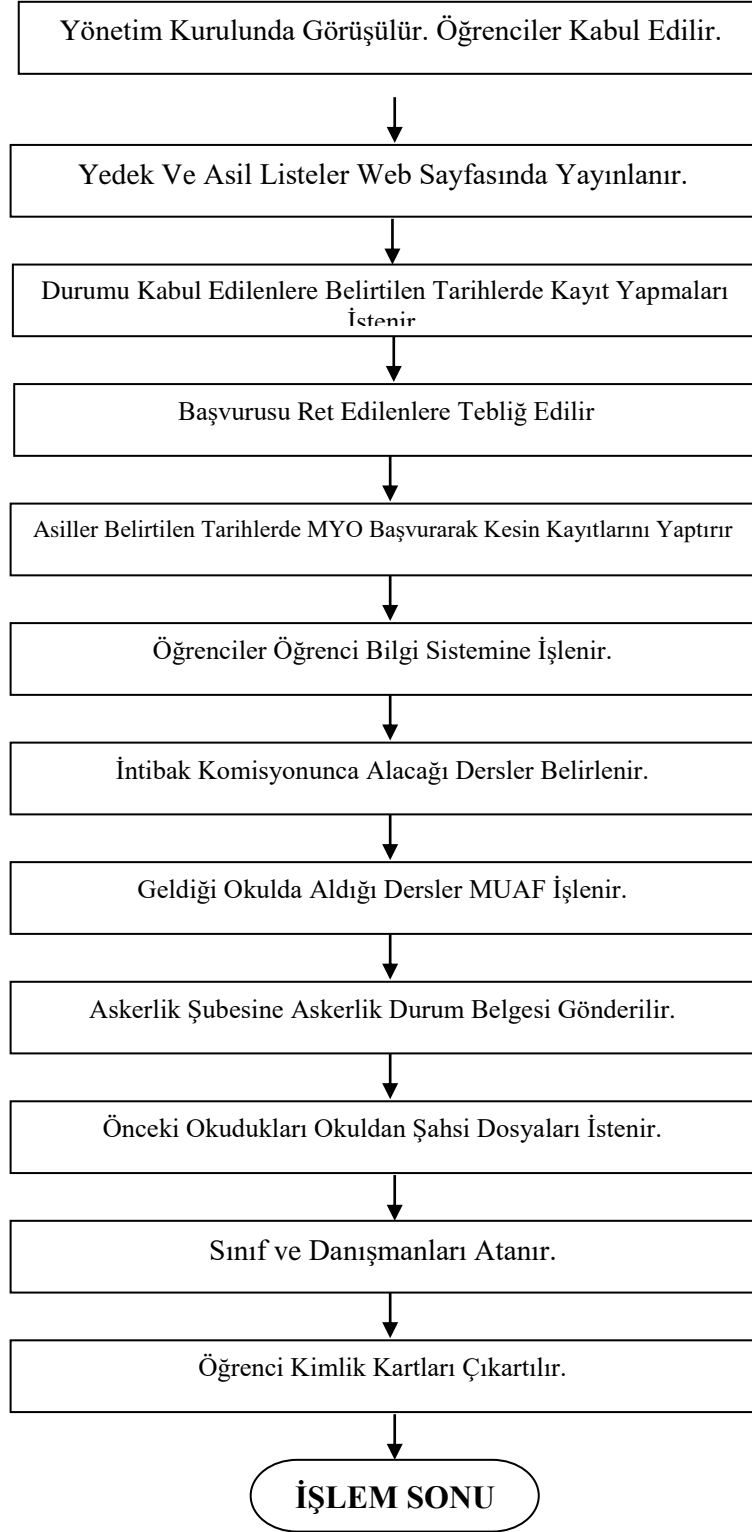 Yönetim Kurulunda Görüşülür. Öğrenciler Kabul Edilir.
Yedek Ve Asil Listeler Web Sayfasında Yayınlanır.
Durumu Kabul Edilenlere Belirtilen Tarihlerde Kayıt Yapmaları
İstenir
Başvurusu Ret Edilenlere Tebliğ Edilir
Asiller Belirtilen Tarihlerde MYO Başvurarak Kesin Kayıtlarını Yaptırır
Öğrenciler Öğrenci Bilgi Sistemine İşlenir.
İntibak Komisyonunca Alacağı Dersler Belirlenir.
Geldiği Okulda Aldığı Dersler MUAF İşlenir.
Askerlik Şubesine Askerlik Durum Belgesi Gönderilir.
Önceki Okudukları Okuldan Şahsi Dosyaları İstenir.
Sınıf ve Danışmanları Atanır.
Öğrenci Kimlik Kartları Çıkartılır.
İŞLEM SONU